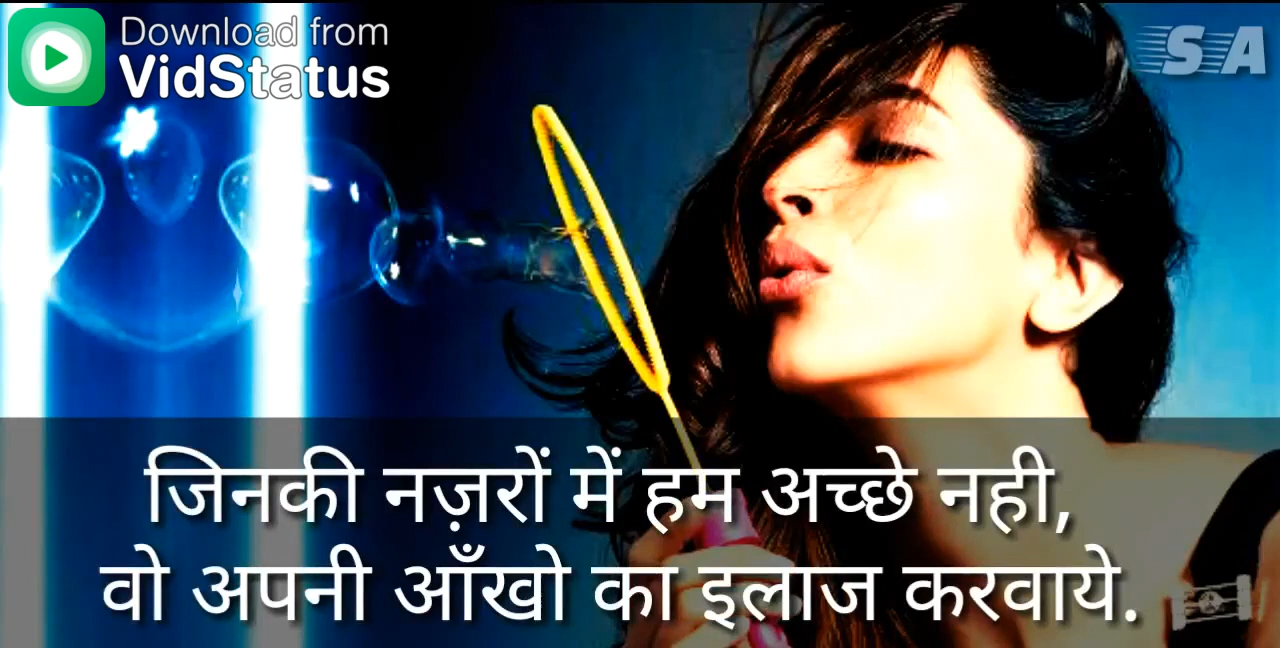 Download from
VidStatus
SA
जिनकी नज़रों में हम अच्छे नही,
वो अपनी आँखो का इलाज करवाये.